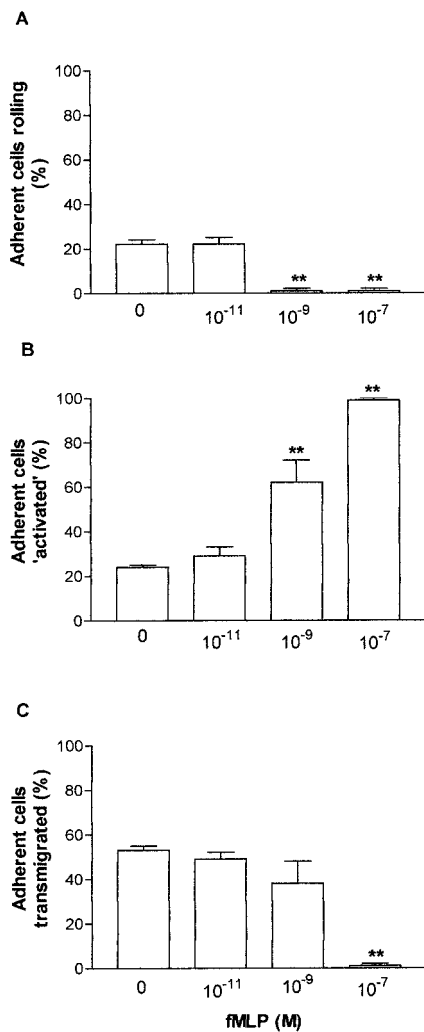 A
Adherent cells rolling
(%)
100
80
60
40
20
0
** **
0 10⁻¹¹ 10⁻⁹ 10⁻⁷
B
Adherent cells
'activated' (%)
100
80
60
40
20
0
** **
0 10⁻¹¹ 10⁻⁹ 10⁻⁷
C
Adherent cells
transmigrated (%)
100
80
60
40
20
0
**
0 10⁻¹¹ 10⁻⁹ 10⁻⁷
fMLP (M)